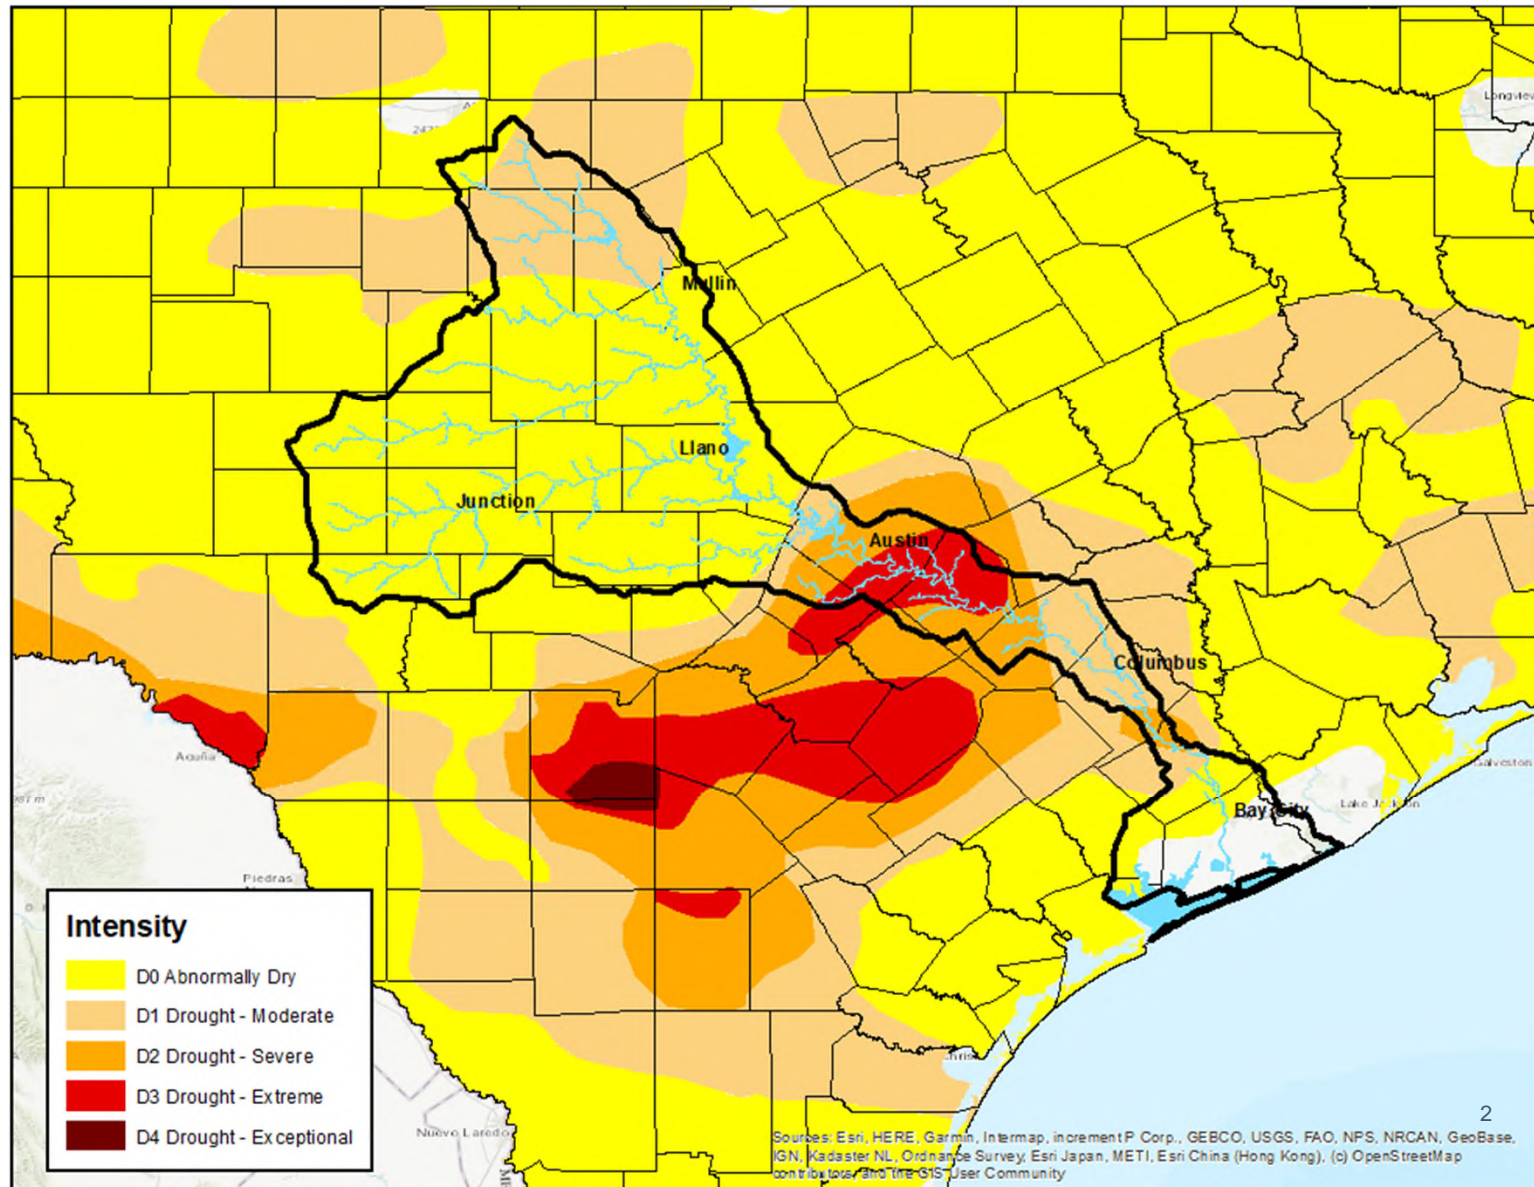 Longview
247
Mullin
Llano
Junction
Austin
Columbus
Acuña
Galveston
Lake Jackson
Bay City
Piedras
Intensity
D0 Abnormally Dry
D1 Drought - Moderate
D2 Drought - Severe
D3 Drought - Extreme
D4 Drought - Exceptional
Nuevo Laredo
2
Sources: Esri, HERE, Garmin, Intermap, increment P Corp., GEBCO, USGS, FAO, NPS, NRCAN, GeoBase,
IGN, Kadaster NL, Ordnance Survey, Esri Japan, METI, Esri China (Hong Kong), (c) OpenStreetMap
contributors, and the GIS User Community